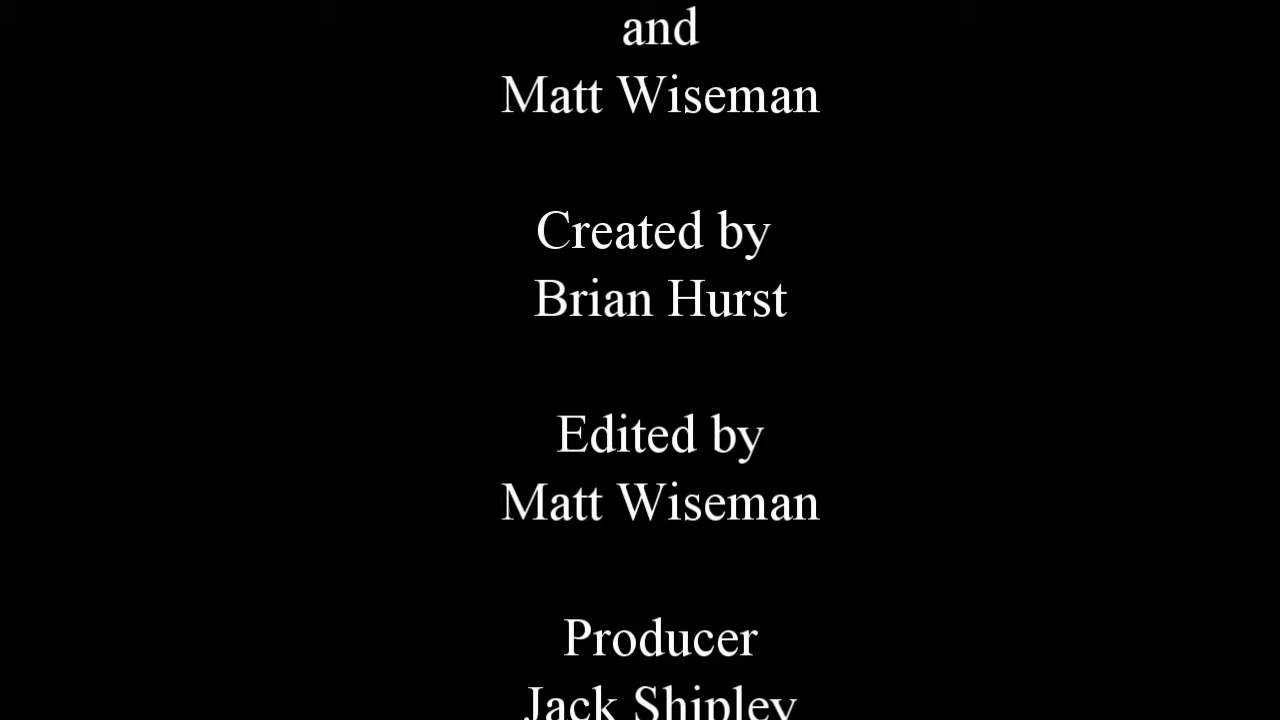 and
Matt Wiseman
Created by
Brian Hurst
Edited by
Matt Wiseman
Producer
Jack Shipley